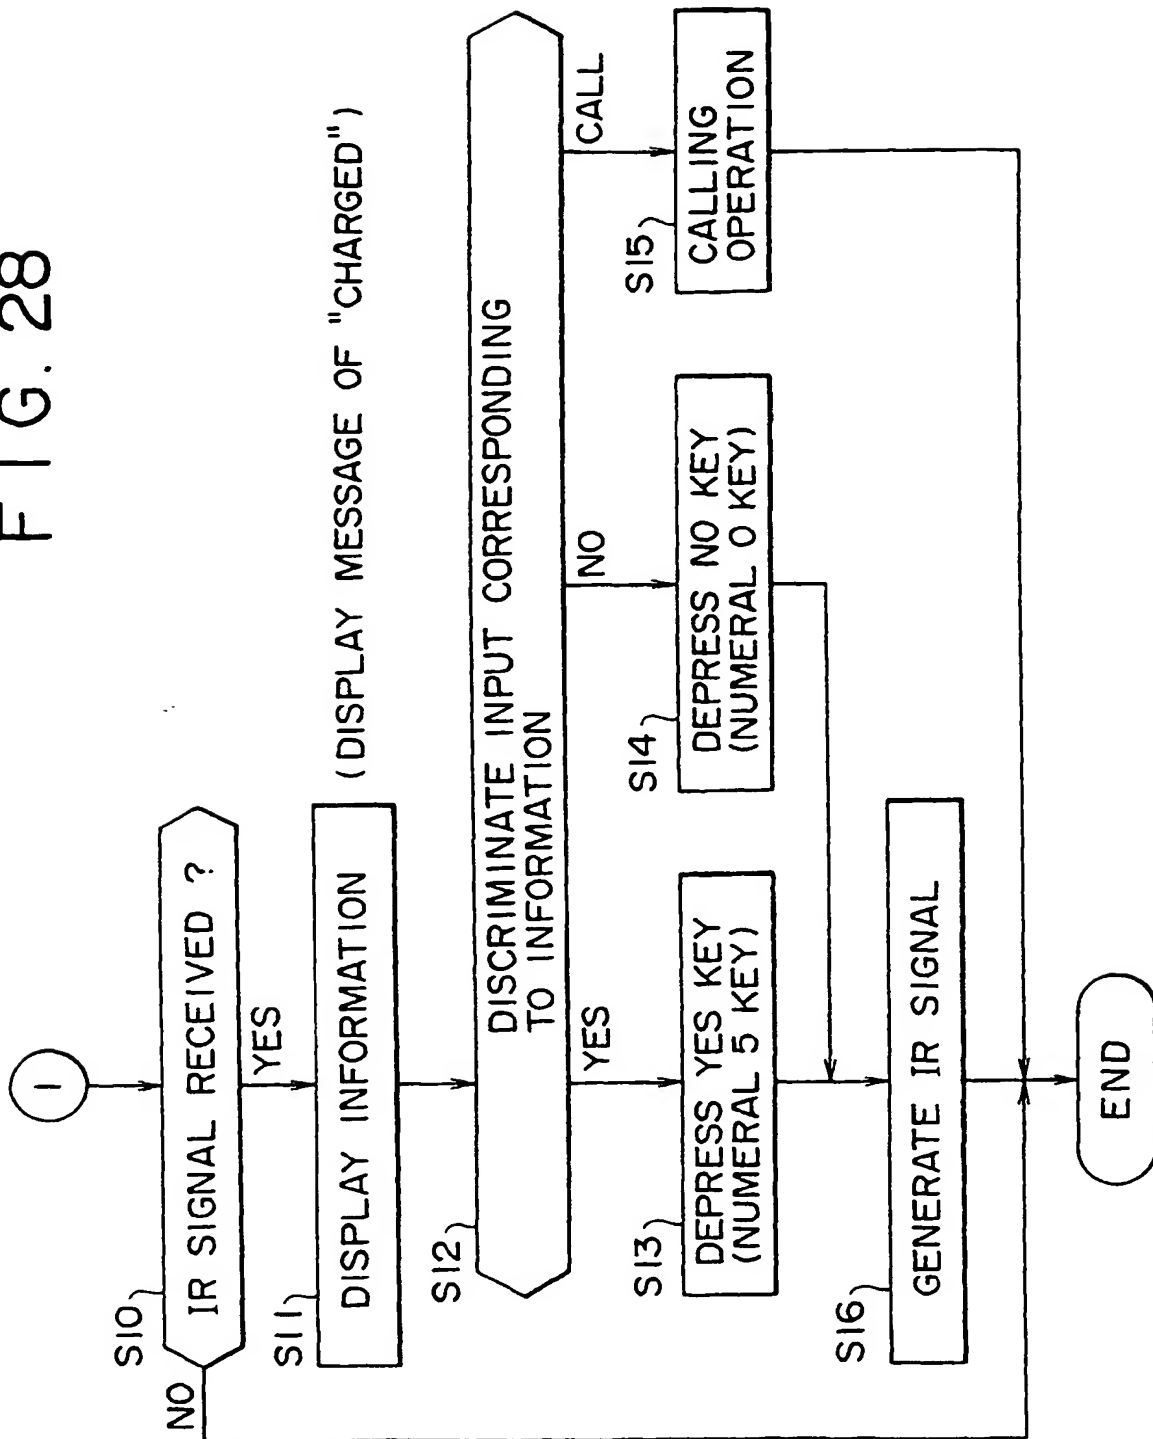 FIG. 28
1
S10
IR SIGNAL RECEIVED ?
NO
YES
S11
DISPLAY INFORMATION
(DISPLAY MESSAGE OF "CHARGED")
S12
DISCRIMINATE INPUT CORRESPONDING
TO INFORMATION
YES
NO
CALL
S13
DEPRESS YES KEY
(NUMERAL 5 KEY)
S14
DEPRESS NO KEY
(NUMERAL 0 KEY)
S15
CALLING
OPERATION
S16
GENERATE IR SIGNAL
END